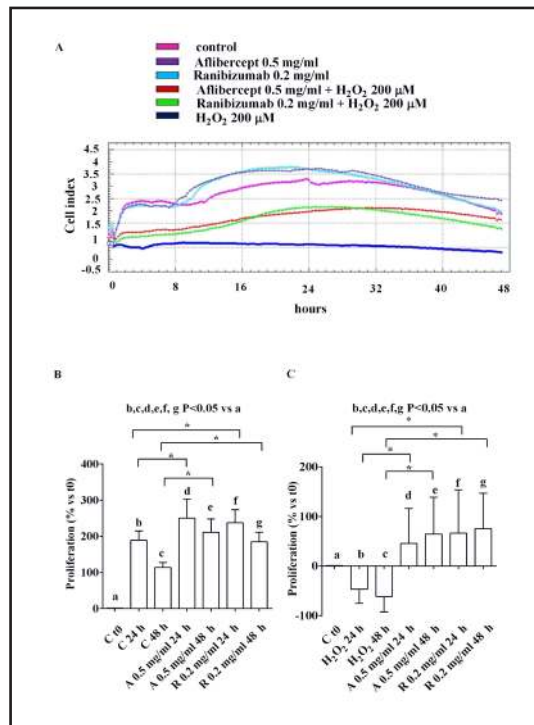 A
control
Aflibercept 0.5 mg/ml
Ranibizumab 0.2 mg/ml
Aflibercept 0.5 mg/ml + H₂O₂ 200 µM
Ranibizumab 0.2 mg/ml + H₂O₂ 200 µM
H₂O₂ 200 µM
Cell index
4.5
4
3.5
3
2.5
2
1.5
1
0
-0.5
0 8 16 24 32 40 48
hours
B
b,c,d,e,f, g P<0.05 vs a
*
*
*
*
Proliferation (% vs t0)
400
300
200
100
0
a b c d e f g
C t0
C 24 h
C 48 h
A 0.5 mg/ml 24 h
A 0.5 mg/ml 48 h
R 0.2 mg/ml 24 h
R 0.2 mg/ml 48 h
C
b,c,d,e,f,g P<0.05 vs a
*
*
*
*
Proliferation (% vs t0)
200
100
0
-100
a b c d e f g
C t0
H₂O₂ 24 h
H₂O₂ 48 h
A 0.5 mg/ml 24 h
A 0.5 mg/ml 48 h
R 0.2 mg/ml 24 h
R 0.2 mg/ml 48 h